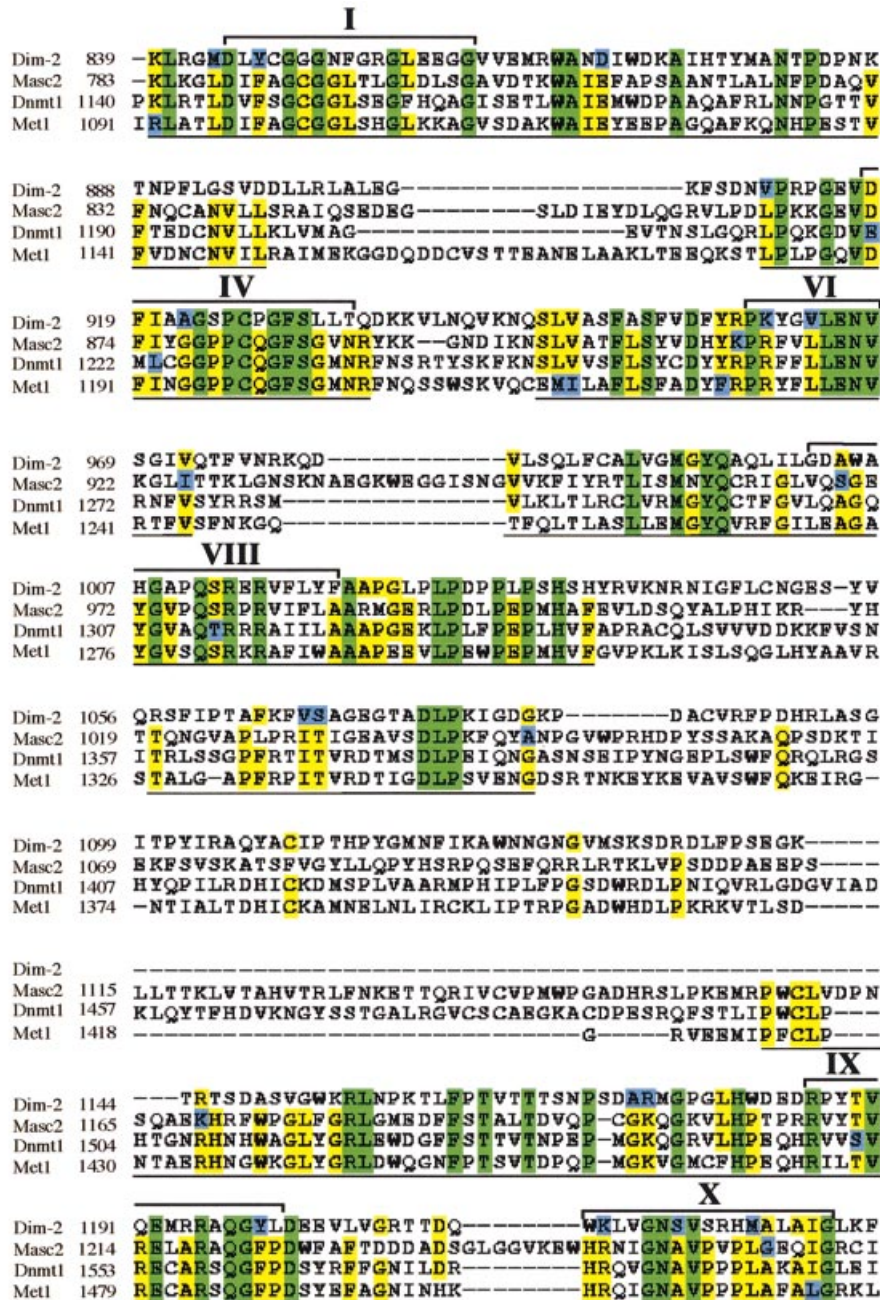 I
Dim-2 839 -KLRGMDLYCGGGNFGRGLEEGGVVEMRWANDIWDKAIHTYMANTPDPNK
Masc2 783 -KLKGLDIFAGCGGLTLGLDLSGAVDTKWAIEFAPSAANTLALNFPDAQV
Dnmt1 1140 PKLRTLDVFSGCGGLSEGFHQAGISETLWAIEMWDPAAQAFRLNNPGTTV
Met1 1091 IRLATLDIFAGCGGLSHGLKKAGVSDAKWAIEYEEPAGQAFKQNHPESTV
Dim-2 888 TNPFLGSVDDLLRLALEG-----------------KFSDNVPRPGEVD
Masc2 832 FNQCANVLLSRAIQSEDEG--------SLDIEYDLQGRVLPDLPKKGEVD
Dnmt1 1190 FTEDCNVLLKLVMAG--------------EVTNSLGQRLPQKGDVE
Met1 1141 FVDNCNVILRAIMEKGGDQDDCVSTTEANELAAKLTEEQKSTLPLPGQVD
IV VI
Dim-2 919 FIAAGSPCPGFSLLTQDKKVLNQVKNQSLVASFASFVDFYRPKYGVLENV
Masc2 874 FIYGGPPCQGFSGVNRYKK--GNDIKNSLVATFLSYVDHYKPRFVLLENV
Dnmt1 1222 MLCGGPPCQGFSGMNRFNSRTYSKFKNSLVVSFLSYCDYYRPRFFLLENV
Met1 1191 FINGGPPCQGFSGMNRFNQSSWSKVQCEMILAFLSFADYFRPRYFLLENV
Dim-2 969 SGIVQTFVNRKQD------------VLSQLFCALVGMGYQAQLILGDAWA
Masc2 922 KGLITTKLGNSKNAEGKWEGGISNGVVKFIYRTLISMNYQCRIGLVQSGE
Dnmt1 1272 RNFVSYRRSM---------------VLKLTLRCLVRMGYQCTFGVLQAGQ
Met1 1241 RTFVSFNKGQ---------------TFQLTLASLLEMGYQVRFGILEAGA
VIII
Dim-2 1007 HGAPQSRERVFLYFAAPGLPLPDPPLPSHSHYRVKNRNIGFLCNGES-YV
Masc2 972 YGVPQSRPRVIFLAARMGERLPDLPEPMHAFEVLDSQYALPHIKR---YH
Dnmt1 1307 YGVAQTRRRAIILAAAPGEKLPLFPEPLHVFAPRACQLSVVVDDKKFVSN
Met1 1276 YGVSQSRKRAFIWAAAPEEVLPEWPEPMHVFGVPKLKISLSQGLHYAAVR
Dim-2 1056 QRSFIPTAFKFVSAGEGTADLPKIGDGKP--------DACVRFPDHRLASG
Masc2 1019 TTQNGVAPLPRITIGEAVSDLPKFQYANPGVWPRHDPYSSAKAQPSDKTI
Dnmt1 1357 ITRLSSGPFRTITVRDTMSDLPEIQNGASNSEIPYNGEPLSWFQRQLRGS
Met1 1326 STALG-APFRPITVRDTIGDLPSVENGDSRTNKEYKEVAVSWFQKEIRG-
Dim-2 1099 ITPYIRAQYACIPTHPYGMNFIKAWNNGNGVMSKSDRDLFPSEGK-----
Masc2 1069 EKFSVSKATSFVGYLLQPYHSRPQSEFQRRLRTKLVPSDDPAEEPS----
Dnmt1 1407 HYQPILRDHICKDMSPLVAARMPHIPLFPGSDWRDLPNIQVRLGDGVIAD
Met1 1374 -NTIALTDHICKAMNELNLIRCKLIPTRPGADWHDLPKRKVTLSD-----
Dim-2 --------------------------------------------------
Masc2 1115 LLTTKLVTAHVTRLFNKETTQRIVCVPMWPGADHRSLPKEMRPWCLVDPN
Dnmt1 1457 KLQYTFHDVKNGYSSTGALRGVCSCAEGKACDPESRQFSTLIPWCLP---
Met1 1418 ------------------------------G-----RVEEMIPFCLP---
IX
Dim-2 1144 ---TRTSDASVGWKRLNPKTLFPTVTTTSNPSDARMGPGLHWDEDRPYTV
Masc2 1165 SQAEKHRFWPGLFGRLGMEDFFSTALTDVQP-CGKQGKVLHPTPRRVYTV
Dnmt1 1504 HTGNRHNHWAGLYGRLEWDGFFSTTVTNPEP-MGKQGRVLHPEQHRVVSV
Met1 1430 NTAERHNGWKGLYGRLDWQGNFPTSVTDPQP-MGKVGMCFHPEQHRILTV
X
Dim-2 1191 QEMRRAQGYLDEEVLVGRTTDQ--------WKLVGNSVSRHMALAIGLKF
Masc2 1214 RELARAQGFPDWFAFTDDDADSGLGGVKEWHRNIGNAVPVPLGEQIGRCI
Dnmt1 1553 RECARSQGFPDSYRFFGNILDR--------HRQVGNAVPPPLAKAIGLEI
Met1 1479 RECARSQGFPDSYEFAGNINHK--------HRQIGNAVPPPLAFALGRKL